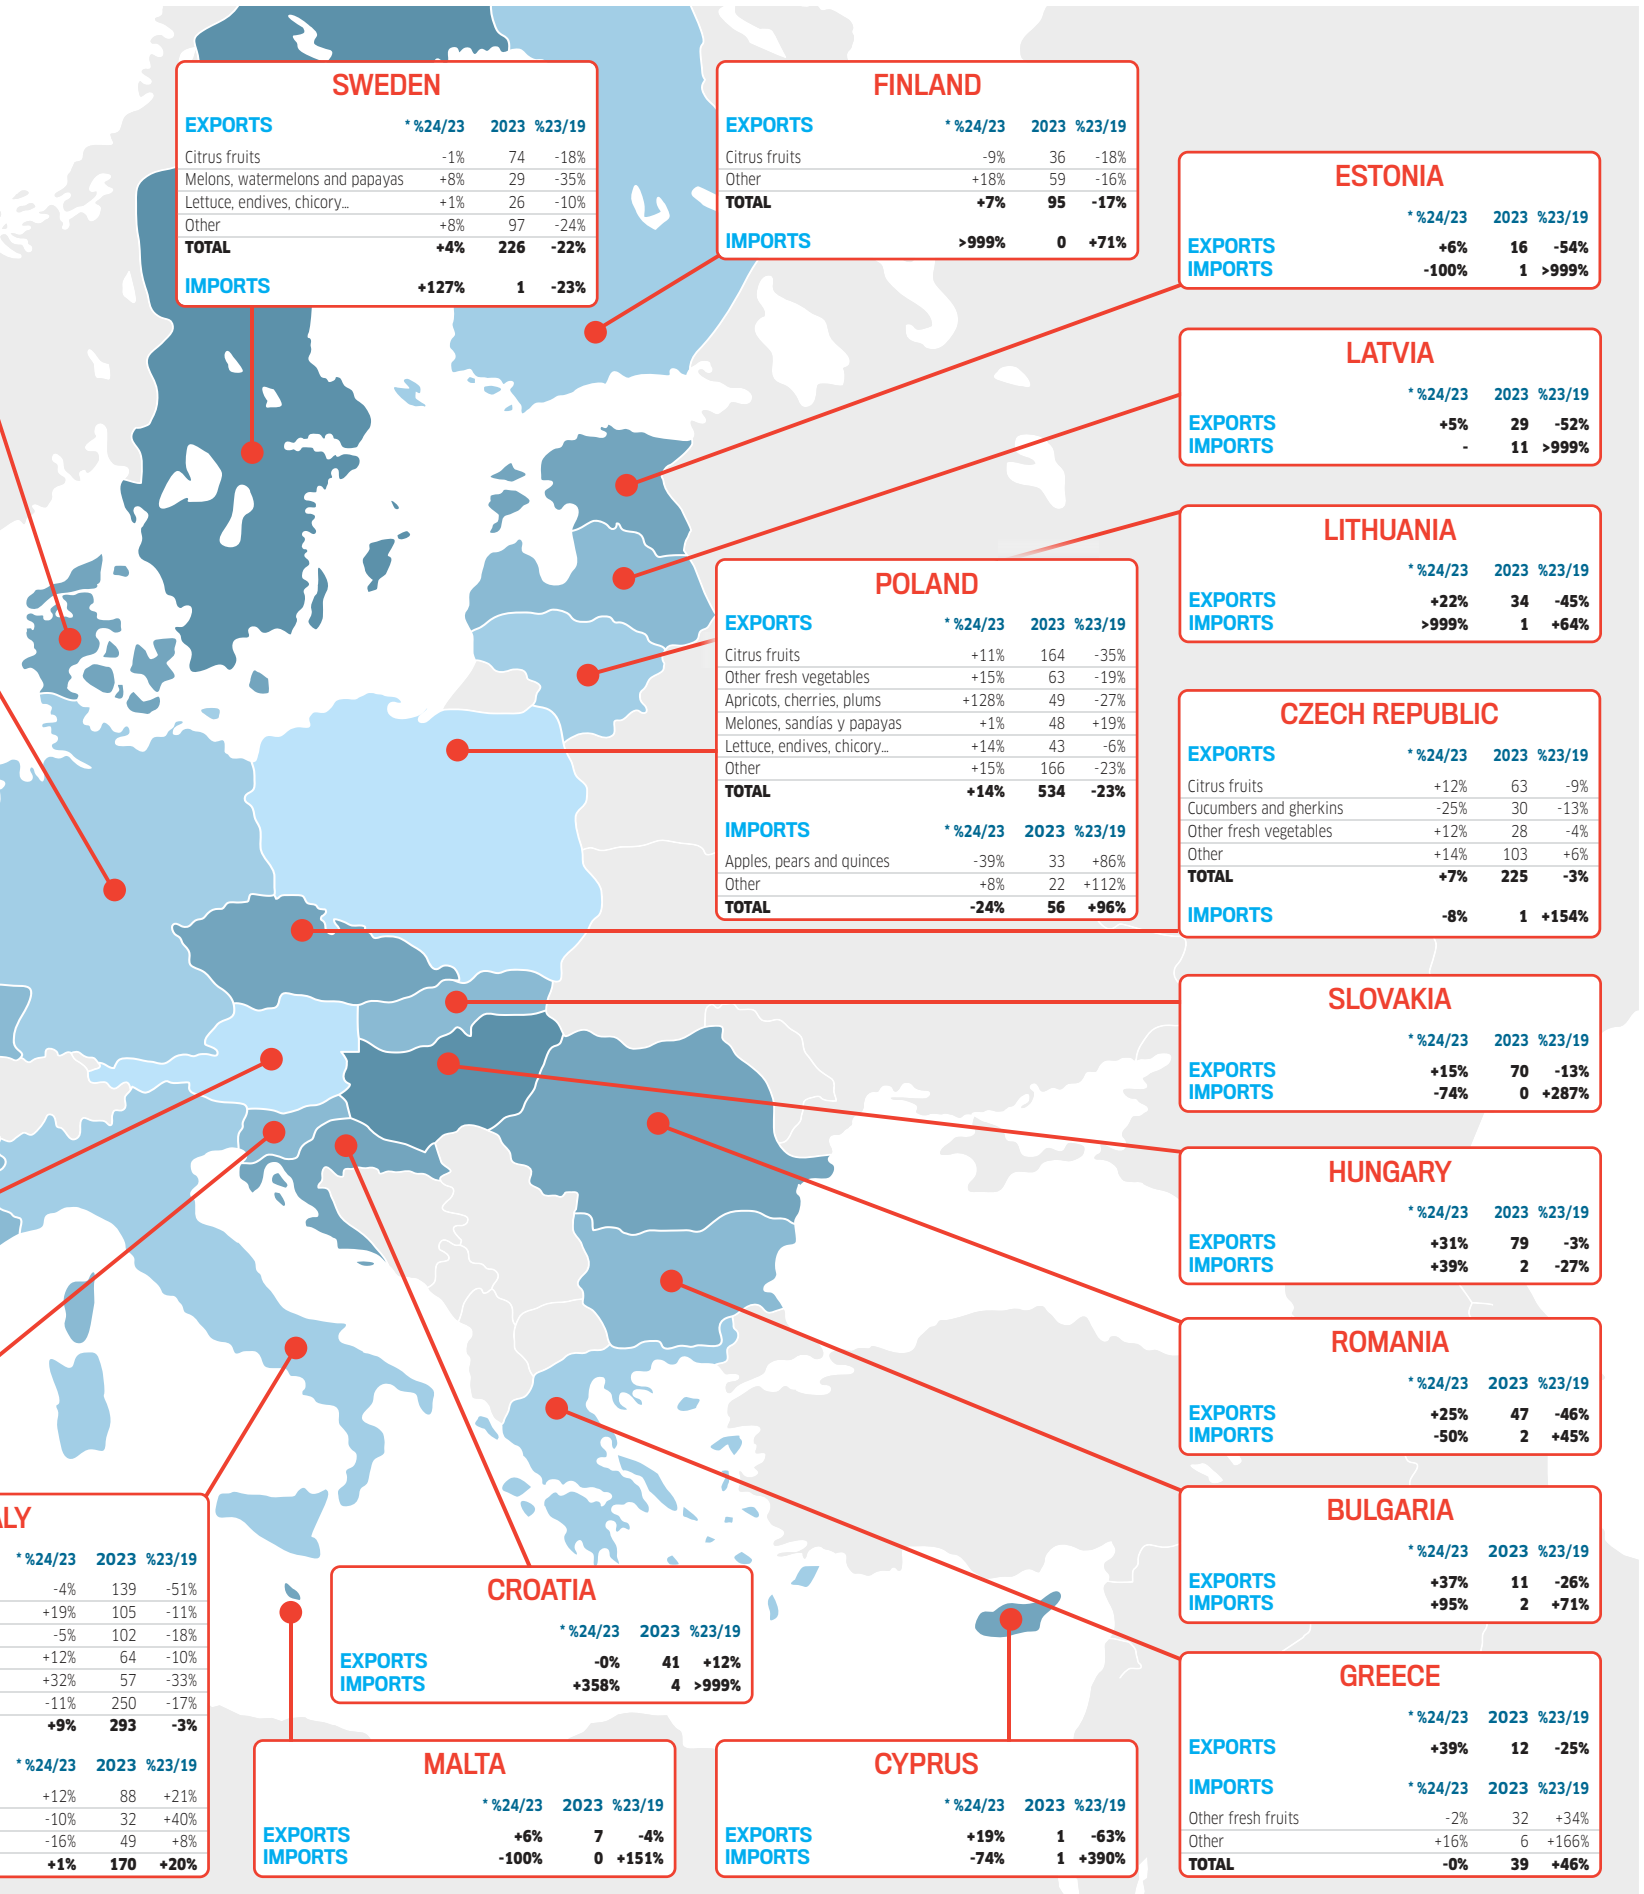 SWEDEN
EXPORTS * %24/23 2023 %23/19
Citrus fruits -1% 74 -18%
Melons, watermelons and papayas +8% 29 -35%
Lettuce, endives, chicory... +1% 26 -10%
Other +8% 97 -24%
TOTAL +4% 226 -22%
IMPORTS +127% 1 -23%
FINLAND
EXPORTS * %24/23 2023 %23/19
Citrus fruits -9% 36 -18%
Other +18% 59 -16%
TOTAL +7% 95 -17%
IMPORTS >999% 0 +71%
ESTONIA
* %24/23 2023 %23/19
EXPORTS +6% 16 -54%
IMPORTS -100% 1 >999%
LATVIA
* %24/23 2023 %23/19
EXPORTS +5% 29 -52%
IMPORTS - 11 >999%
LITHUANIA
* %24/23 2023 %23/19
EXPORTS +22% 34 -45%
IMPORTS >999% 1 +64%
POLAND
EXPORTS * %24/23 2023 %23/19
Citrus fruits +11% 164 -35%
Other fresh vegetables +15% 63 -19%
Apricots, cherries, plums +128% 49 -27%
Melones, sandías y papayas +1% 48 +19%
Lettuce, endives, chicory... +14% 43 -6%
Other +15% 166 -23%
TOTAL +14% 534 -23%
IMPORTS * %24/23 2023 %23/19
Apples, pears and quinces -39% 33 +86%
Other +8% 22 +112%
TOTAL -24% 56 +96%
CZECH REPUBLIC
EXPORTS * %24/23 2023 %23/19
Citrus fruits +12% 63 -9%
Cucumbers and gherkins -25% 30 -13%
Other fresh vegetables +12% 28 -4%
Other +14% 103 +6%
TOTAL +7% 225 -3%
IMPORTS -8% 1 +154%
SLOVAKIA
* %24/23 2023 %23/19
EXPORTS +15% 70 -13%
IMPORTS -74% 0 +287%
HUNGARY
* %24/23 2023 %23/19
EXPORTS +31% 79 -3%
IMPORTS +39% 2 -27%
ROMANIA
* %24/23 2023 %23/19
EXPORTS +25% 47 -46%
IMPORTS -50% 2 +45%
BULGARIA
* %24/23 2023 %23/19
EXPORTS +37% 11 -26%
IMPORTS +95% 2 +71%
GREECE
* %24/23 2023 %23/19
EXPORTS +39% 12 -25%
IMPORTS * %24/23 2023 %23/19
Other fresh fruits -2% 32 +34%
Other +16% 6 +166%
TOTAL -0% 39 +46%
ALY
* %24/23 2023 %23/19
-4% 139 -51%
+19% 105 -11%
-5% 102 -18%
+12% 64 -10%
+32% 57 -33%
-11% 250 -17%
+9% 293 -3%
* %24/23 2023 %23/19
+12% 88 +21%
-10% 32 +40%
-16% 49 +8%
+1% 170 +20%
CROATIA
* %24/23 2023 %23/19
EXPORTS -0% 41 +12%
IMPORTS +358% 4 >999%
MALTA
* %24/23 2023 %23/19
EXPORTS +6% 7 -4%
IMPORTS -100% 0 +151%
CYPRUS
* %24/23 2023 %23/19
EXPORTS +19% 1 -63%
IMPORTS -74% 1 +390%